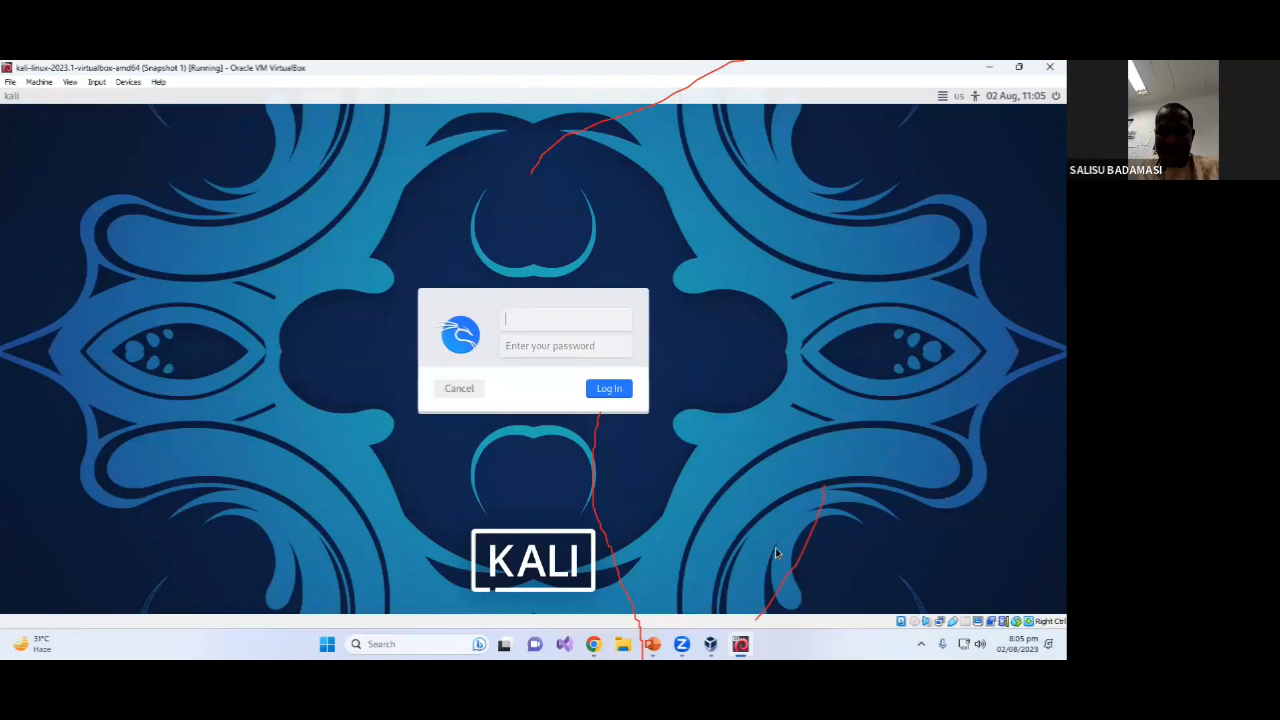 kali-linux-2023.1-virtualbox-amd64 (Snapshot 1) [Running] - Oracle VM VirtualBox
File Machine View Input Devices Help
kali us 02 Aug, 11:05
SALISU BADAMASI
Enter your password
Cancel Log In
KALI
Right Ctrl
31°C
Haze
Search
8:05 pm
02/08/2023